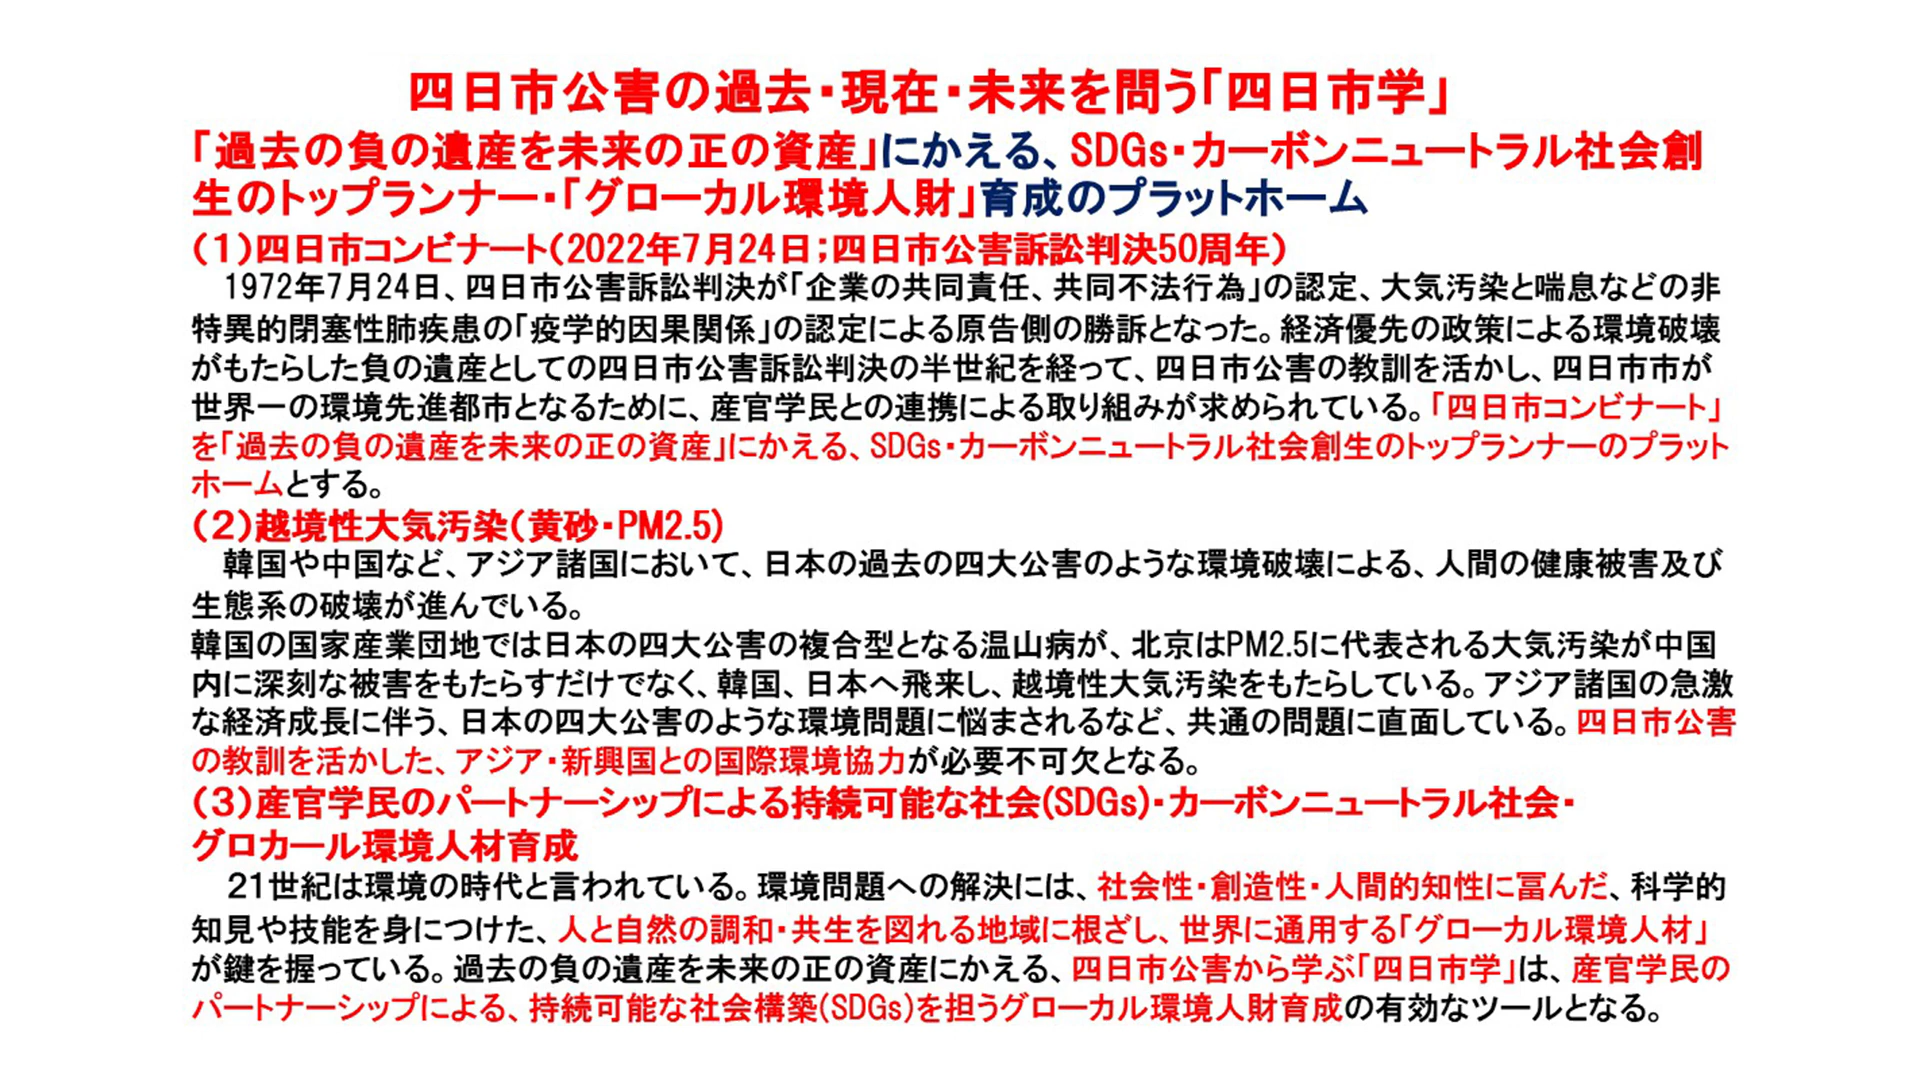 四日市公害の過去・現在・未来を問う「四日市学」
「過去の負の遺産を未来の正の資産」にかえる、SDGs・カーボンニュートラル社会創
生のトップランナー・「グローカル環境人財」育成のプラットホーム
（１）四日市コンビナート（2022年7月24日；四日市公害訴訟判決50周年）
　1972年7月24日、四日市公害訴訟判決が「企業の共同責任、共同不法行為」の認定、大気汚染と喘息などの非
特異的閉塞性肺疾患の「疫学的因果関係」の認定による原告側の勝訴となった。経済優先の政策による環境破壊
がもたらした負の遺産としての四日市公害訴訟判決の半世紀を経って、四日市公害の教訓を活かし、四日市市が
世界一の環境先進都市となるために、産官学民との連携による取り組みが求められている。「四日市コンビナート」
を「過去の負の遺産を未来の正の資産」にかえる、SDGs・カーボンニュートラル社会創生のトップランナーのプラット
ホームとする。
（２）越境性大気汚染（黄砂・PM2.5)
　韓国や中国など、アジア諸国において、日本の過去の四大公害のような環境破壊による、人間の健康被害及び
生態系の破壊が進んでいる。
韓国の国家産業団地では日本の四大公害の複合型となる温山病が、北京はPM2.5に代表される大気汚染が中国
内に深刻な被害をもたらすだけでなく、韓国、日本へ飛来し、越境性大気汚染をもたらしている。アジア諸国の急激
な経済成長に伴う、日本の四大公害のような環境問題に悩まされるなど、共通の問題に直面している。四日市公害
の教訓を活かした、アジア・新興国との国際環境協力が必要不可欠となる。
（３）産官学民のパートナーシップによる持続可能な社会(SDGs)・カーボンニュートラル社会・
グロカール環境人材育成
　21世紀は環境の時代と言われている。環境問題への解決には、社会性・創造性・人間的知性に冨んだ、科学的
知見や技能を身につけた、人と自然の調和・共生を図れる地域に根ざし、世界に通用する「グローカル環境人材」
が鍵を握っている。過去の負の遺産を未来の正の資産にかえる、四日市公害から学ぶ「四日市学」は、産官学民の
パートナーシップによる、持続可能な社会構築(SDGs)を担うグローカル環境人財育成の有効なツールとなる。